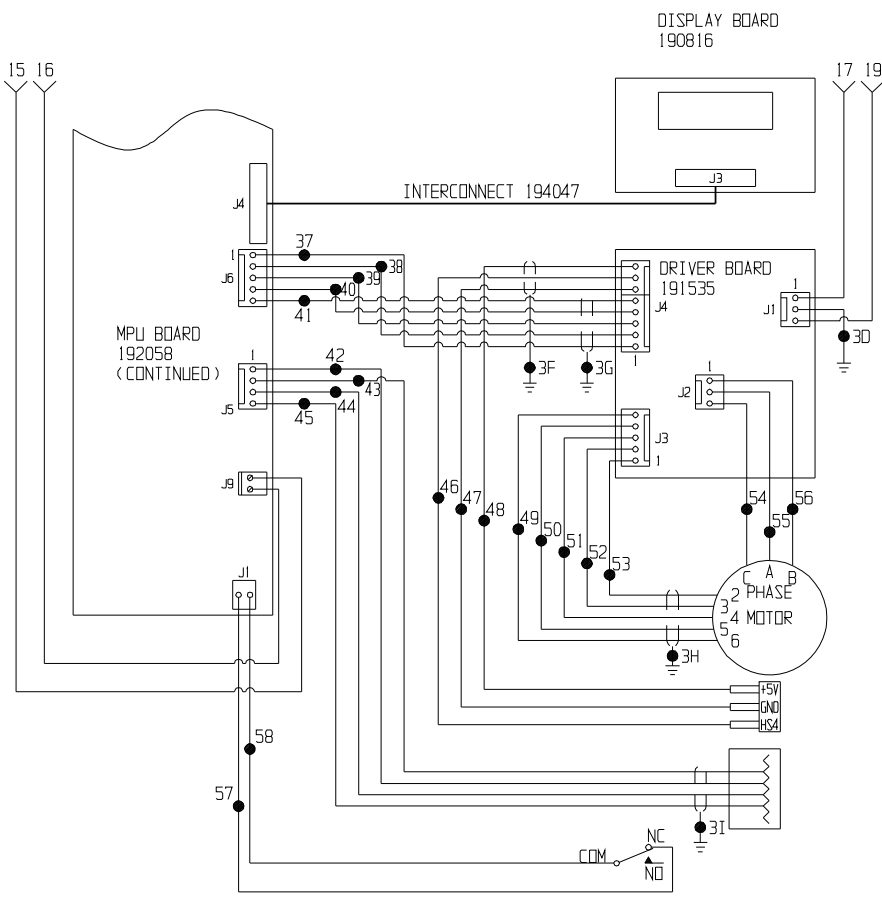 DISPLAY BOARD
190816
15 16
17 19
J3
J4
INTERCONNECT 194047
37
1
38
J6
39
40
41
DRIVER BOARD
191535
J4
1
1
J1
3D
MPU BOARD
192058
(CONTINUED)
42
1
43
44
J5
45
3F 3G
1
J2
J3
1
J9
46 47 48 49 50 51 52 53
54 55 56
J1
C A B
2 PHASE
3
4 MOTOR
5
6
3H
+5V
GND
HS4
58
57
3I
NC
COM
NO